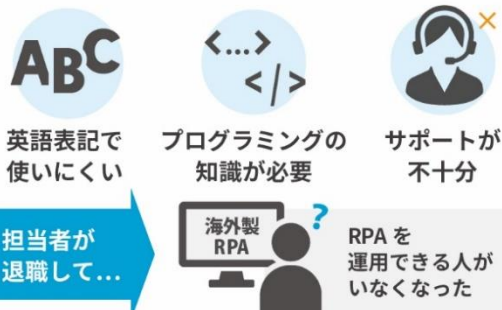 ABC
<...>
</>
英語表記で
使いにくい
プログラミングの
知識が必要
サポートが
不十分
担当者が
退職して...
海外製
RPA
?
RPA を
運用できる人が
いなくなった